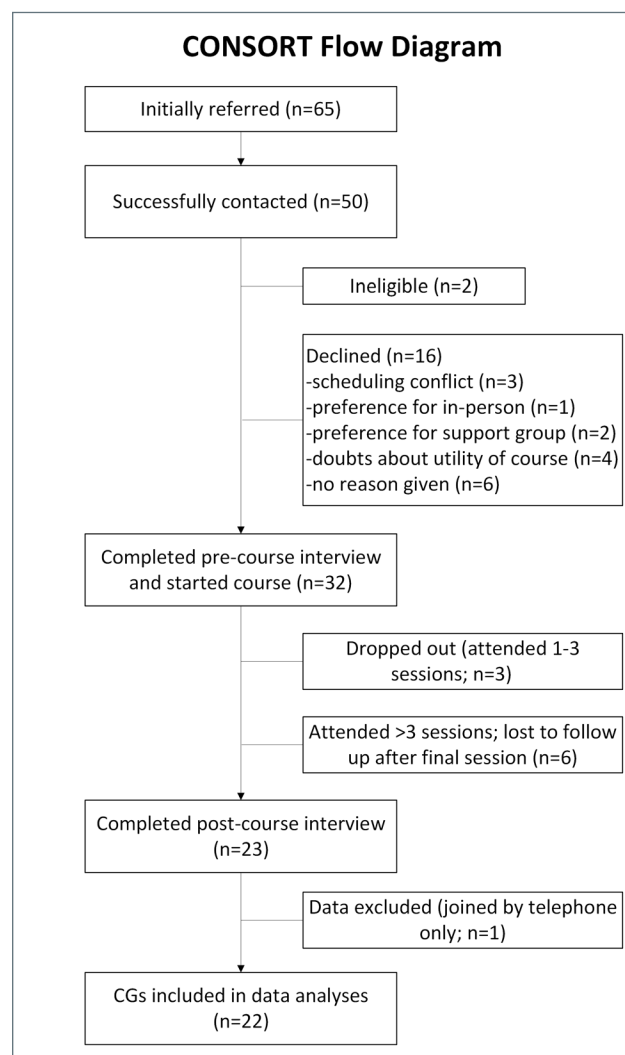 CONSORT Flow Diagram
Initially referred (n=65)
Successfully contacted (n=50)
Ineligible (n=2)
Declined (n=16)
-scheduling conflict (n=3)
-preference for in-person (n=1)
-preference for support group (n=2)
-doubts about utility of course (n=4)
-no reason given (n=6)
Completed pre-course interview
and started course (n=32)
Dropped out (attended 1-3
sessions; n=3)
Attended >3 sessions; lost to follow
up after final session (n=6)
Completed post-course interview
(n=23)
Data excluded (joined by telephone
only; n=1)
CGs included in data analyses
(n=22)